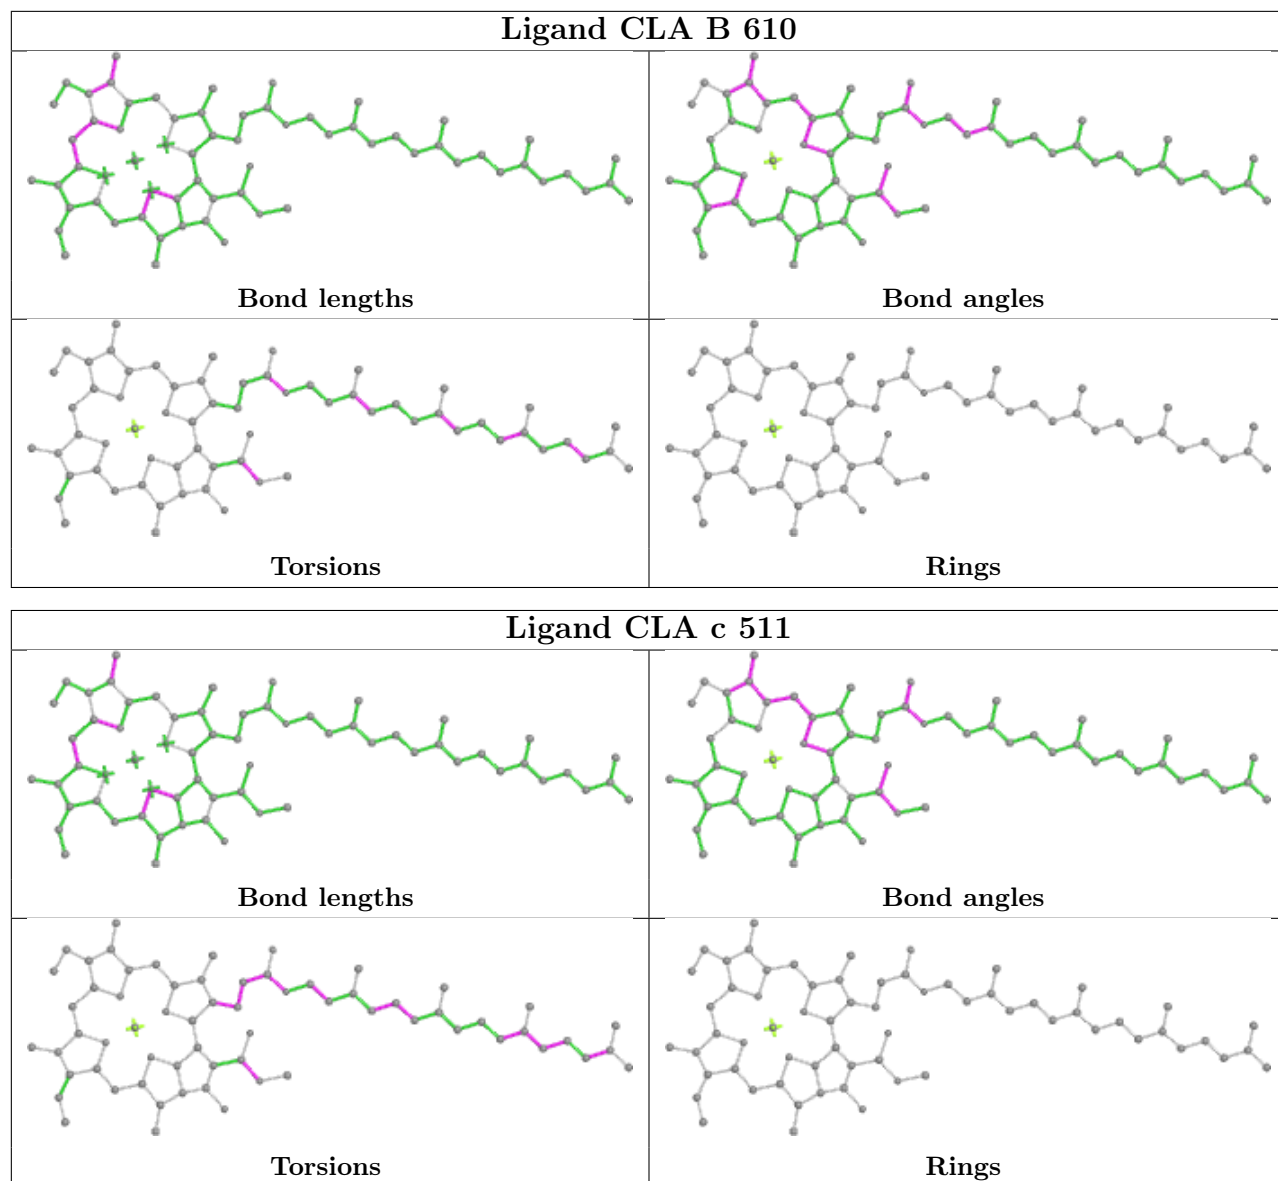 Ligand CLA B 610
Bond lengths
Bond angles
Torsions
Rings
Ligand CLA c 511
Bond lengths
Bond angles
Torsions
Rings